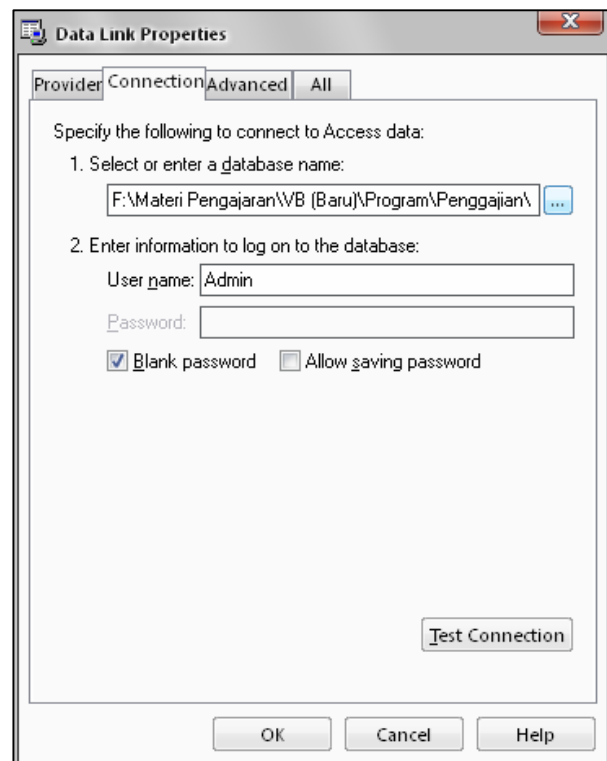 Data Link Properties
Provider Connection Advanced All
Specify the following to connect to Access data:
1. Select or enter a database name:
F:\Materi Pengajaran\VB (Baru)\Program\Penggajian\ ...
2. Enter information to log on to the database:
User name: Admin
Password:
Blank password Allow saving password
Test Connection
OK Cancel Help